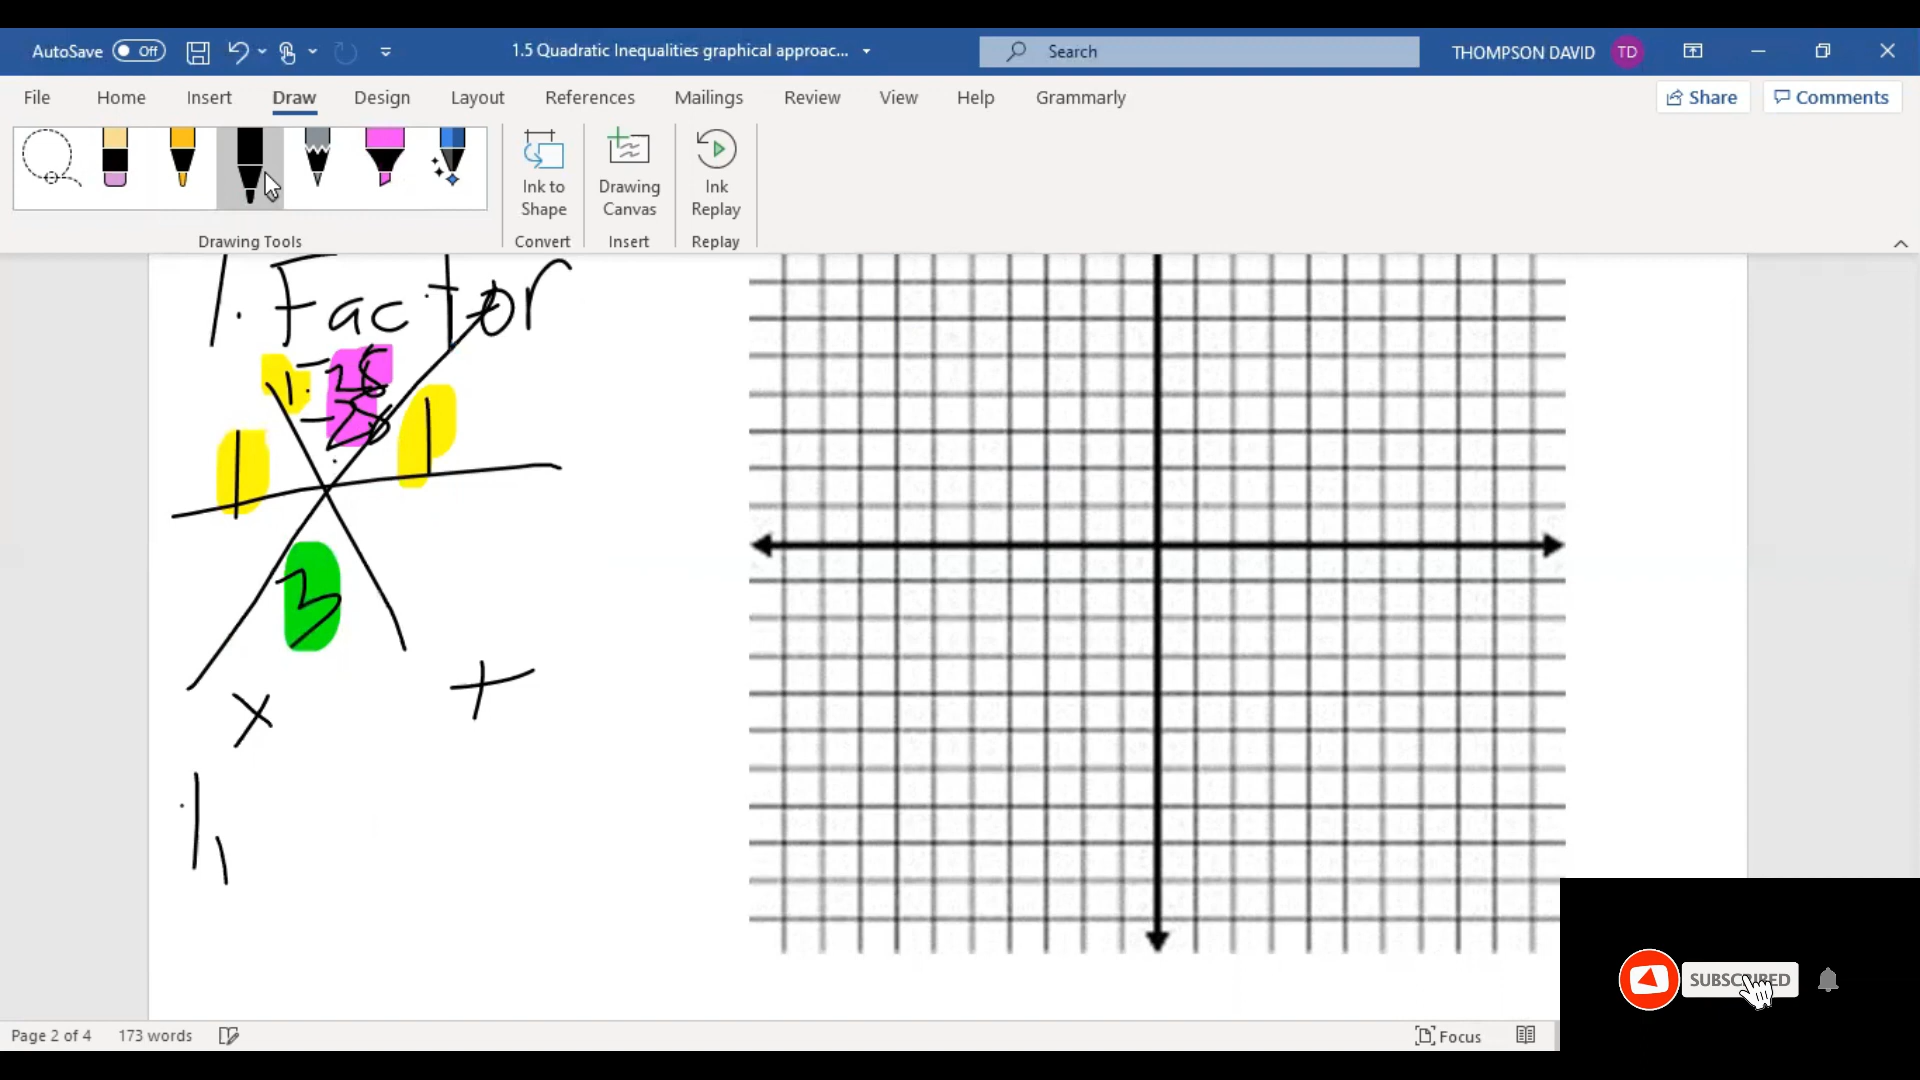 AutoSave Off
1.5 Quadratic Inequalities graphical approac...
Search
THOMPSON DAVID TD
File Home Insert Draw Design Layout References Mailings Review View Help Grammarly
Share Comments
Ink to Shape
Drawing Canvas
Ink Replay
Drawing Tools Convert Insert Replay
1. Factor
1·-28
-28
1 1
3
× +
1,
Page 2 of 4 173 words
Focus
SUBSCRIBED